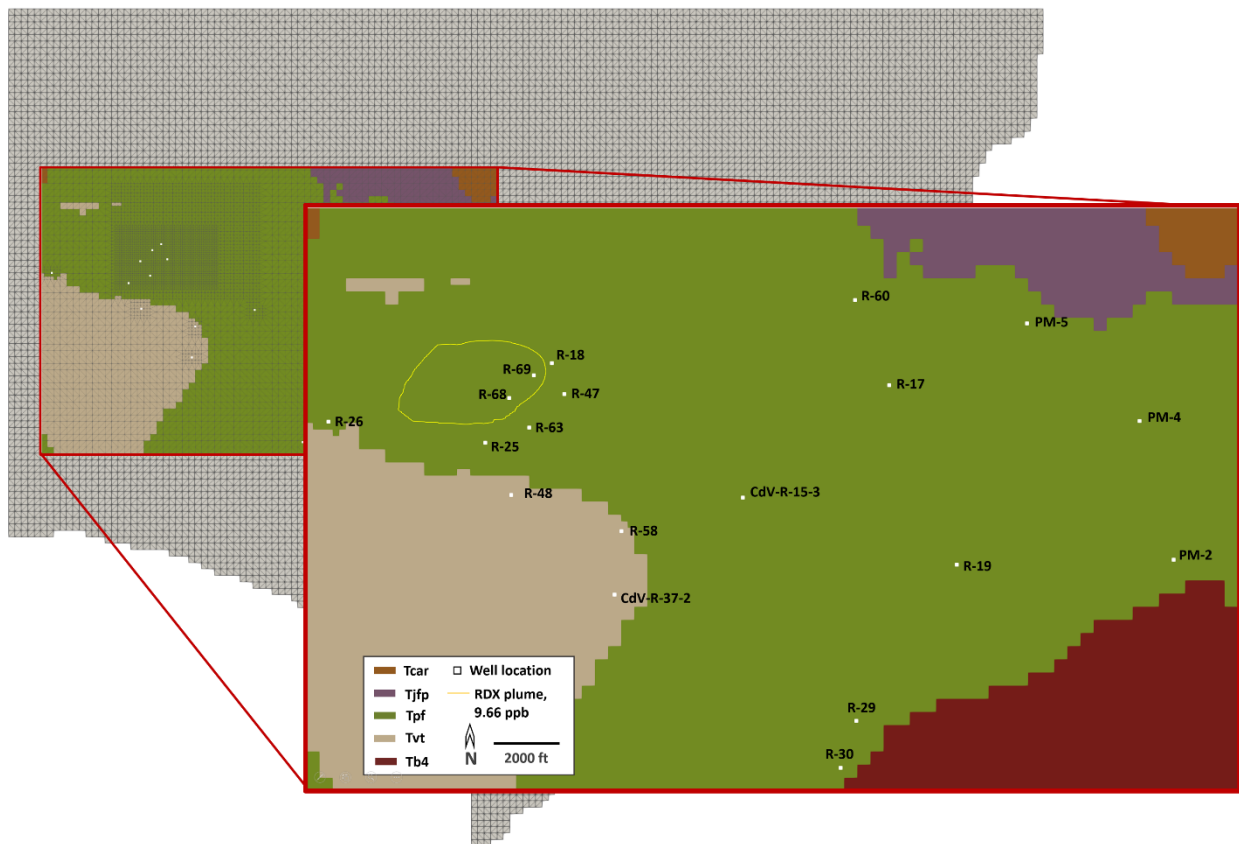 R-60
PM-5
R-18
R-69
R-17
R-68
R-47
R-26
R-63
PM-4
R-25
R-48
CdV-R-15-3
R-58
PM-2
R-19
CdV-R-37-2
Tcar
Well location
Tjfp
RDX plume,
9.66 ppb
Tpf
Tvt
N
2000 ft
Tb4
R-29
R-30